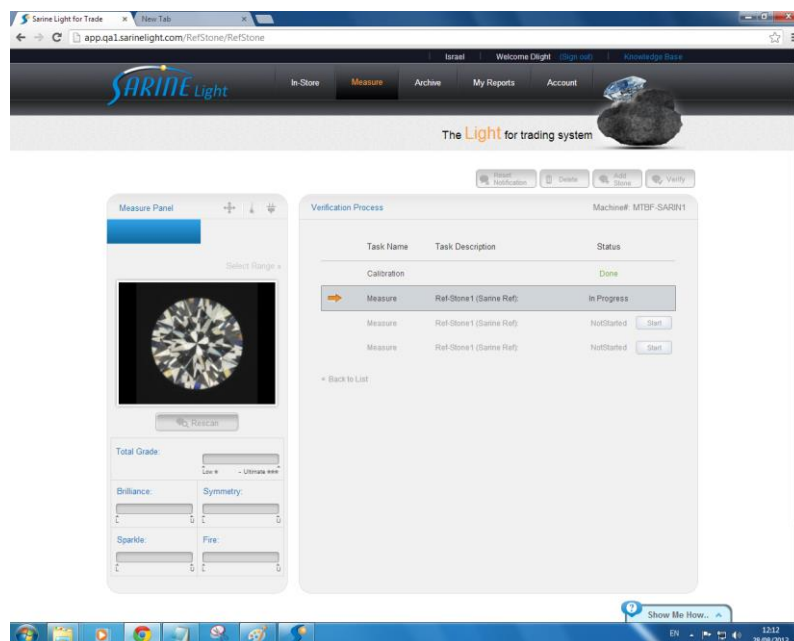 Sarine Light for Trade
New Tab
app.qa1.sarinelight.com/RefStone/RefStone
Israel Welcome Dlight (Sign out) Knowledge Base
SARINE Light
In-Store Measure Archive My Reports Account
The Light for trading system
Reset Notification Delete Add Stone Verify
Measure Panel
Select Range »
Rescan
Total Grade:
Low - Ultimate
Brilliance: Symmetry:
Sparkle: Fire:
Verification Process Machine#: MTBF-SARIN1
Task Name Task Description Status
Calibration Done
Measure Ref-Stone1 (Sarine Ref): In Progress
Measure Ref-Stone1 (Sarine Ref): NotStarted Start
Measure Ref-Stone1 (Sarine Ref): NotStarted Start
« Back to List
Show Me How..
EN 12:12
28/08/2013